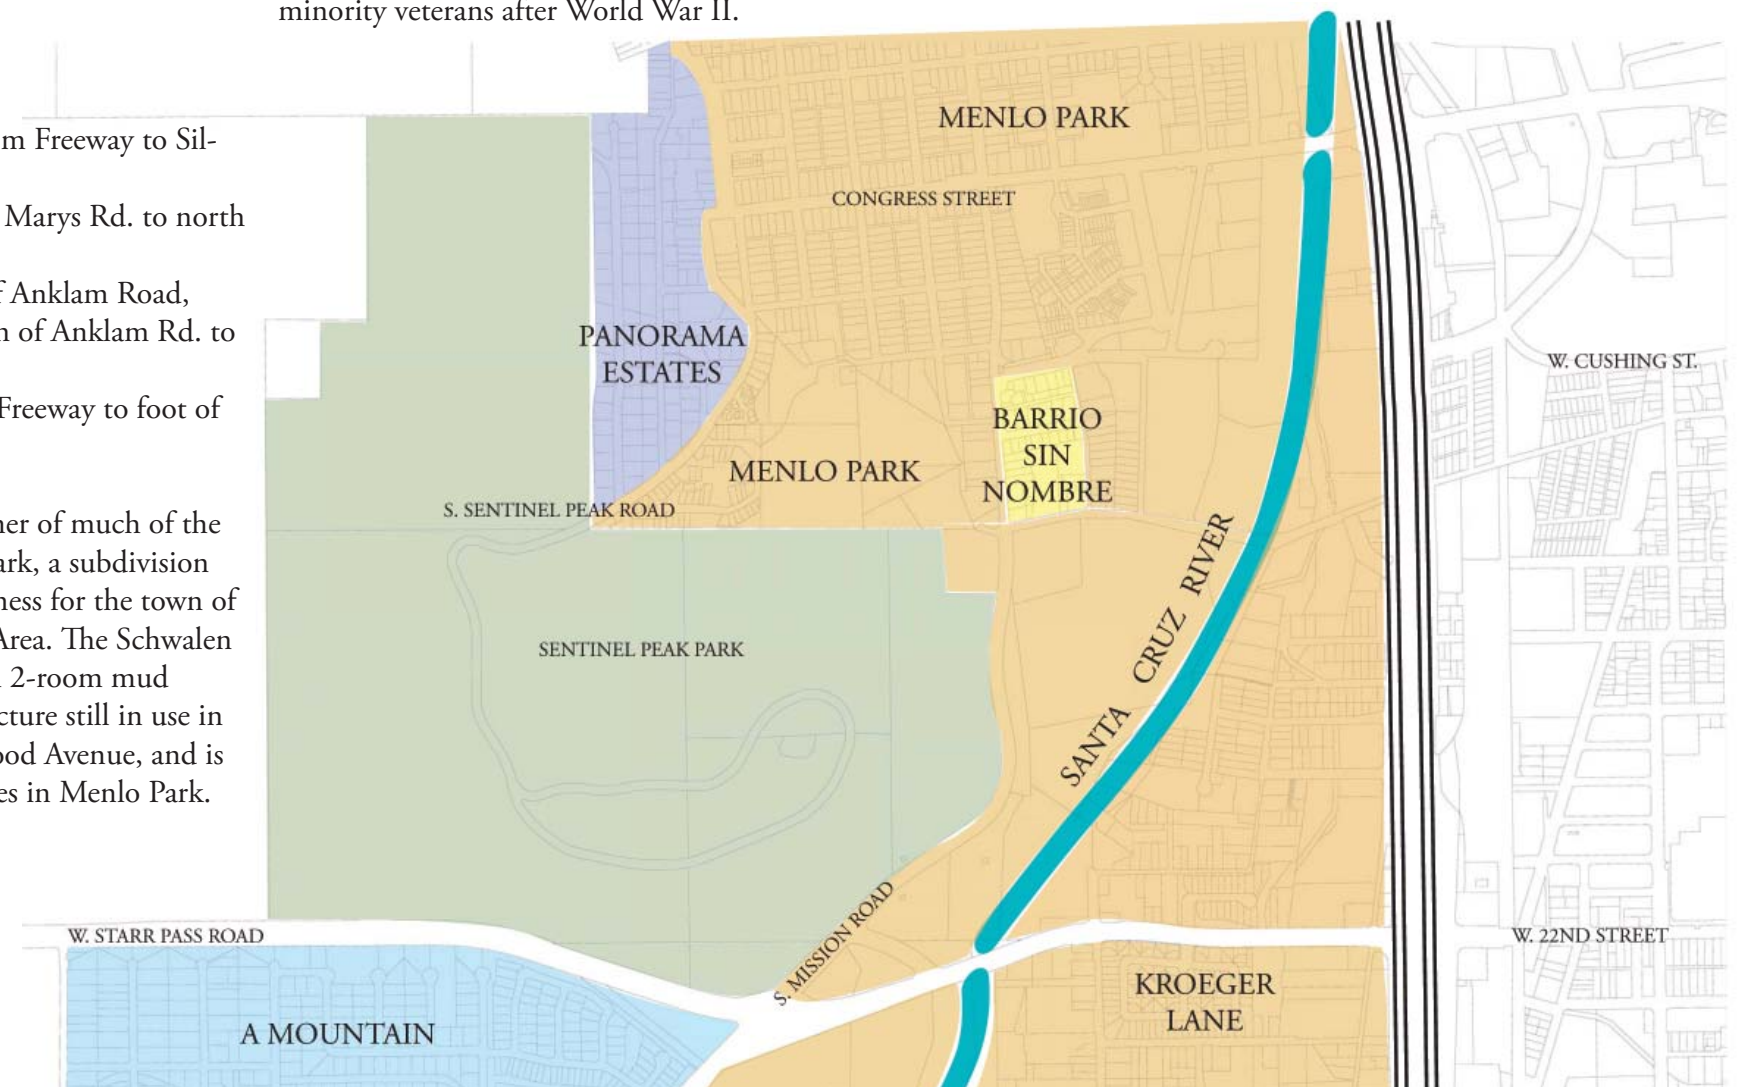 minority veterans after World War II.
m Freeway to Sil-
Marys Rd. to north
f Anklam Road,
n of Anklam Rd. to
Freeway to foot of
ner of much of the
ark, a subdivision
ness for the town of
Area. The Schwalen
2-room mud
cture still in use in
ood Avenue, and is
es in Menlo Park.
MENLO PARK
CONGRESS STREET
PANORAMA
ESTATES
W. CUSHING ST.
BARRIO
SIN
NOMBRE
MENLO PARK
S. SENTINEL PEAK ROAD
SANTA CRUZ RIVER
SENTINEL PEAK PARK
S. MISSION ROAD
W. STARR PASS ROAD
W. 22ND STREET
KROEGER
LANE
A MOUNTAIN